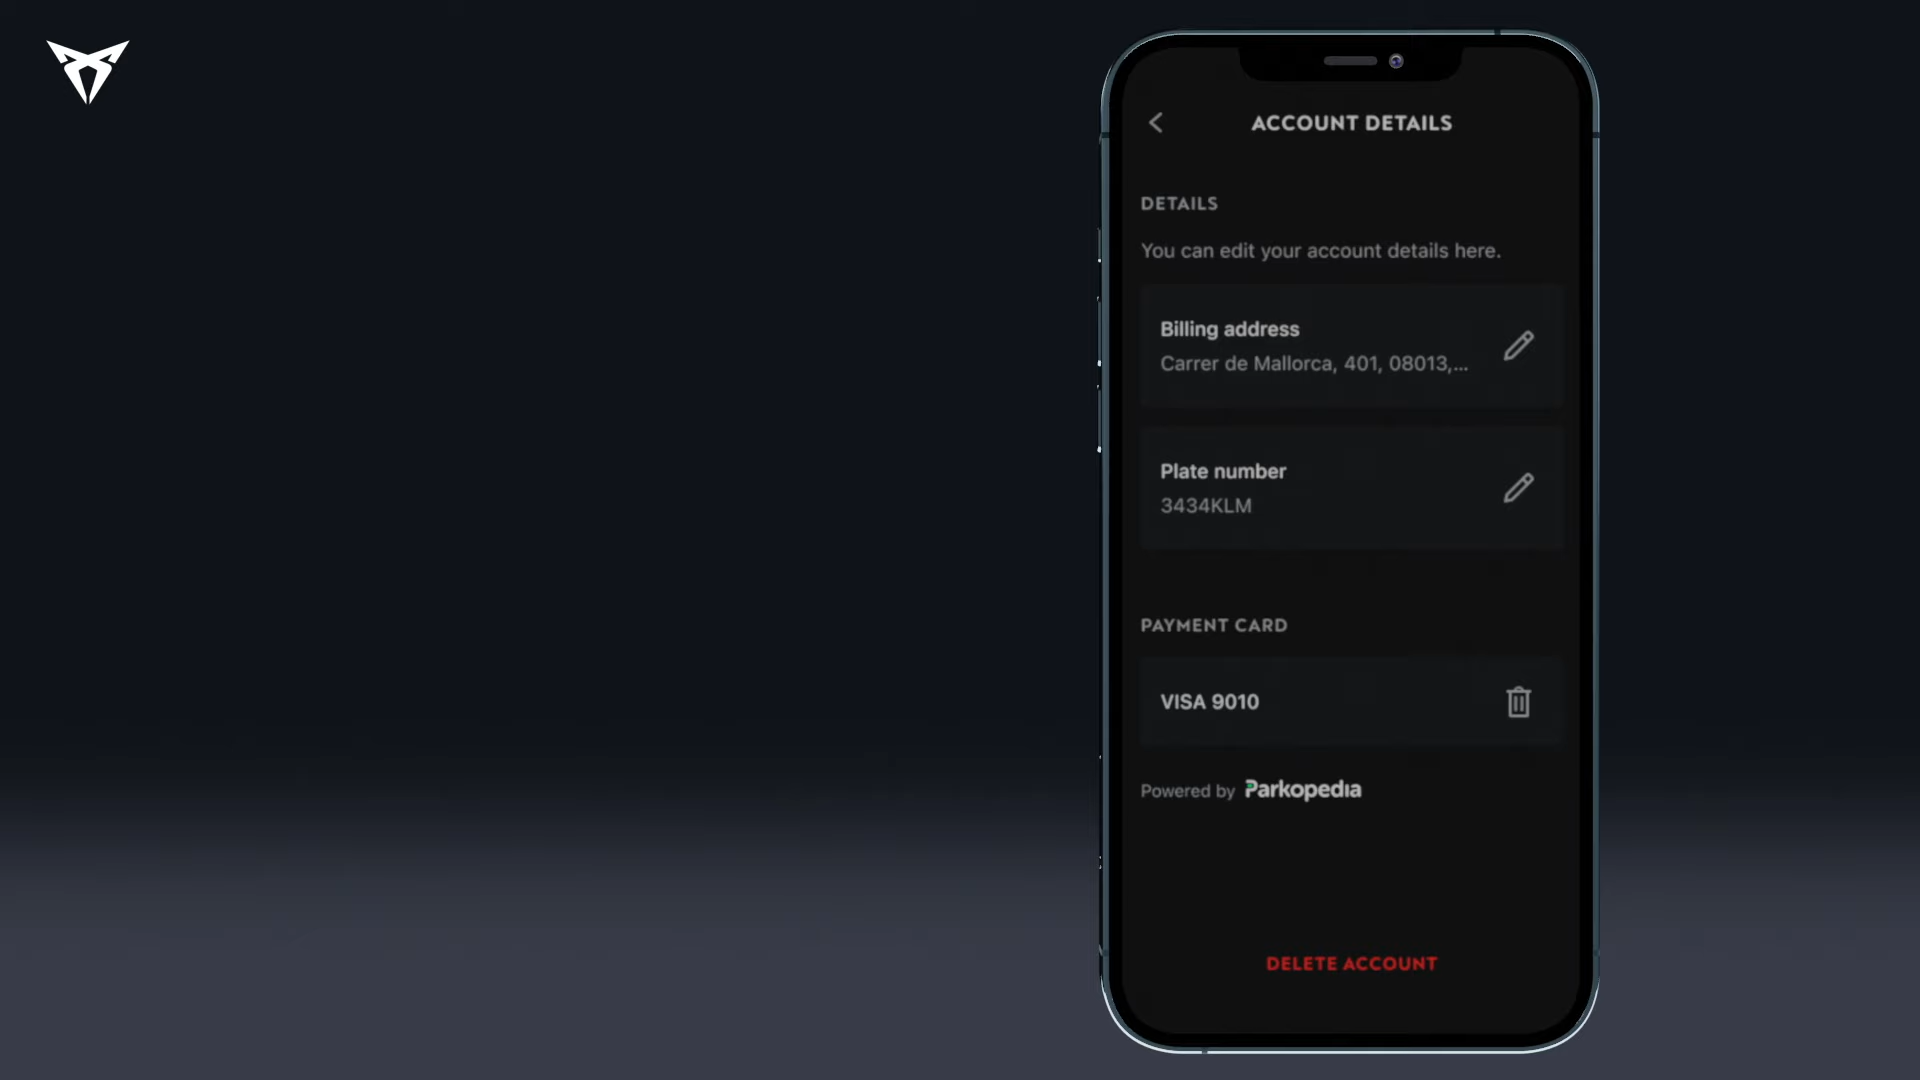 ACCOUNT DETAILS
DETAILS
You can edit your account details here.
Billing address
Carrer de Mallorca, 401, 08013,...
Plate number
3434KLM
PAYMENT CARD
VISA 9010
Powered by Parkopedia
DELETE ACCOUNT